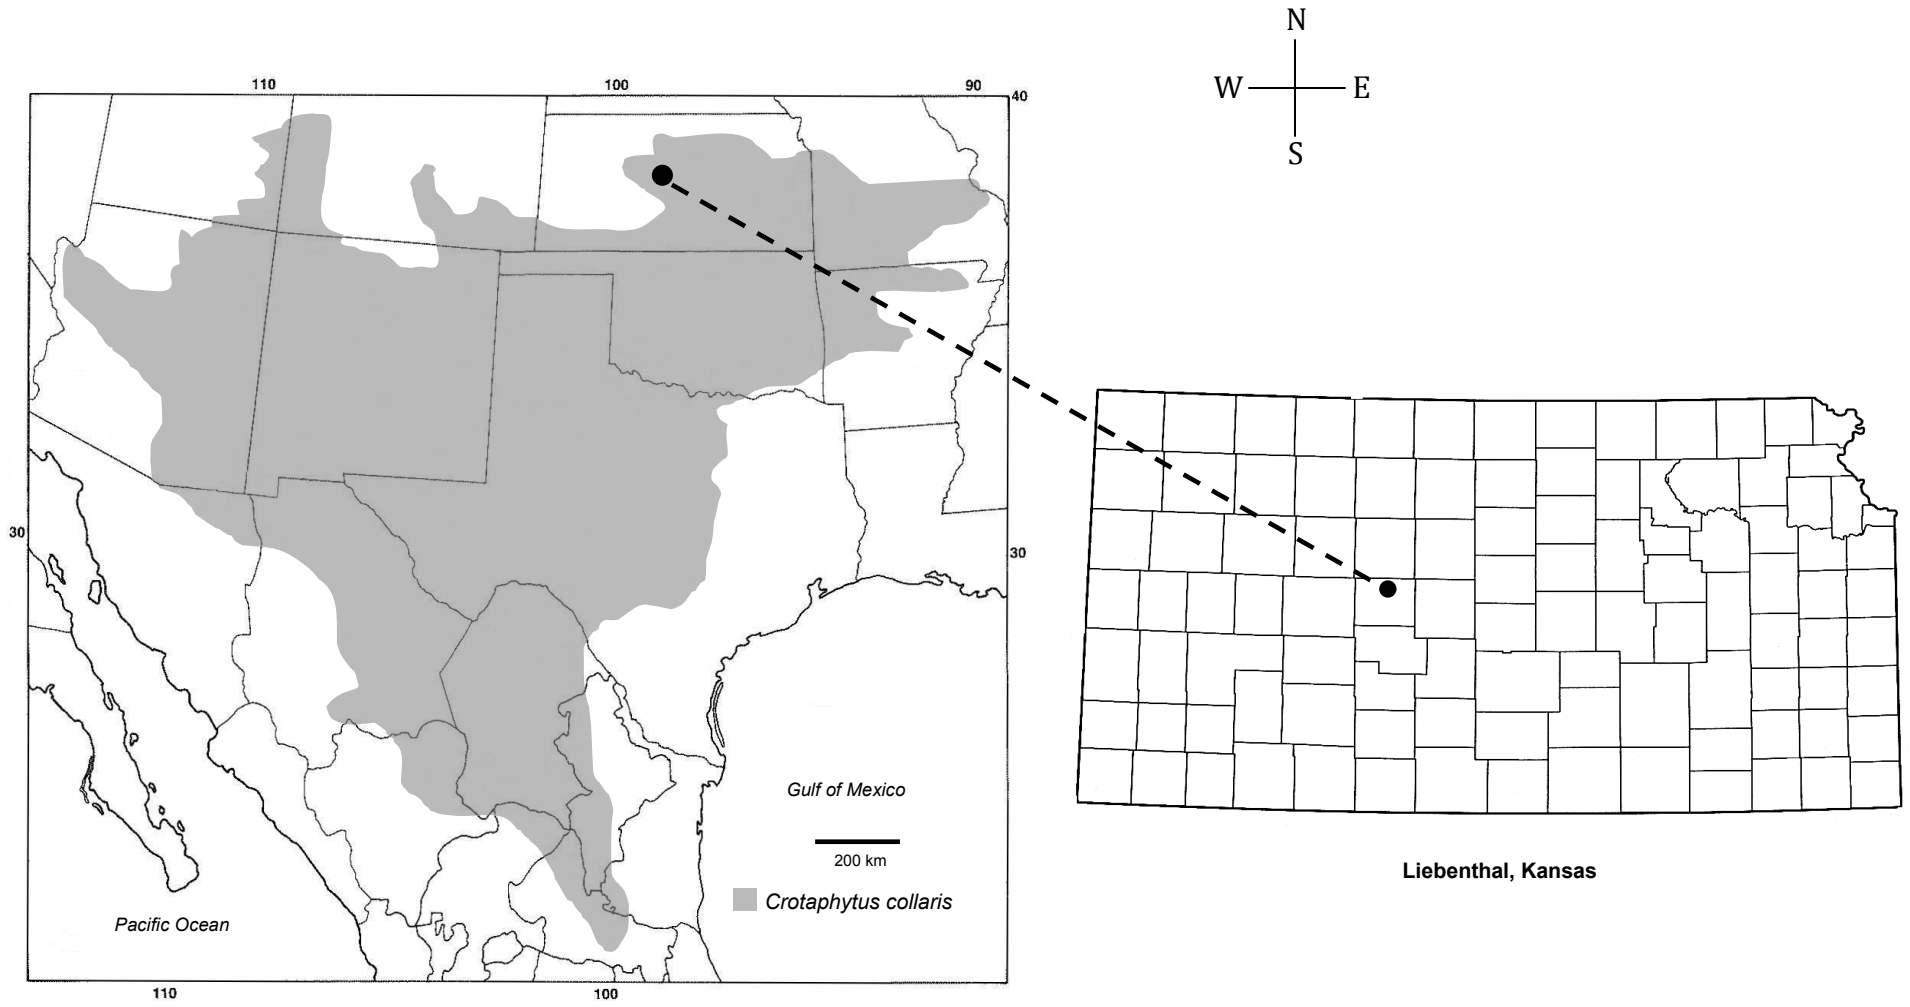 N
W E
S
110 100 90
40
30
30
Gulf of Mexico
200 km
Crotaphytus collaris
Pacific Ocean
110 100
Liebenthal, Kansas